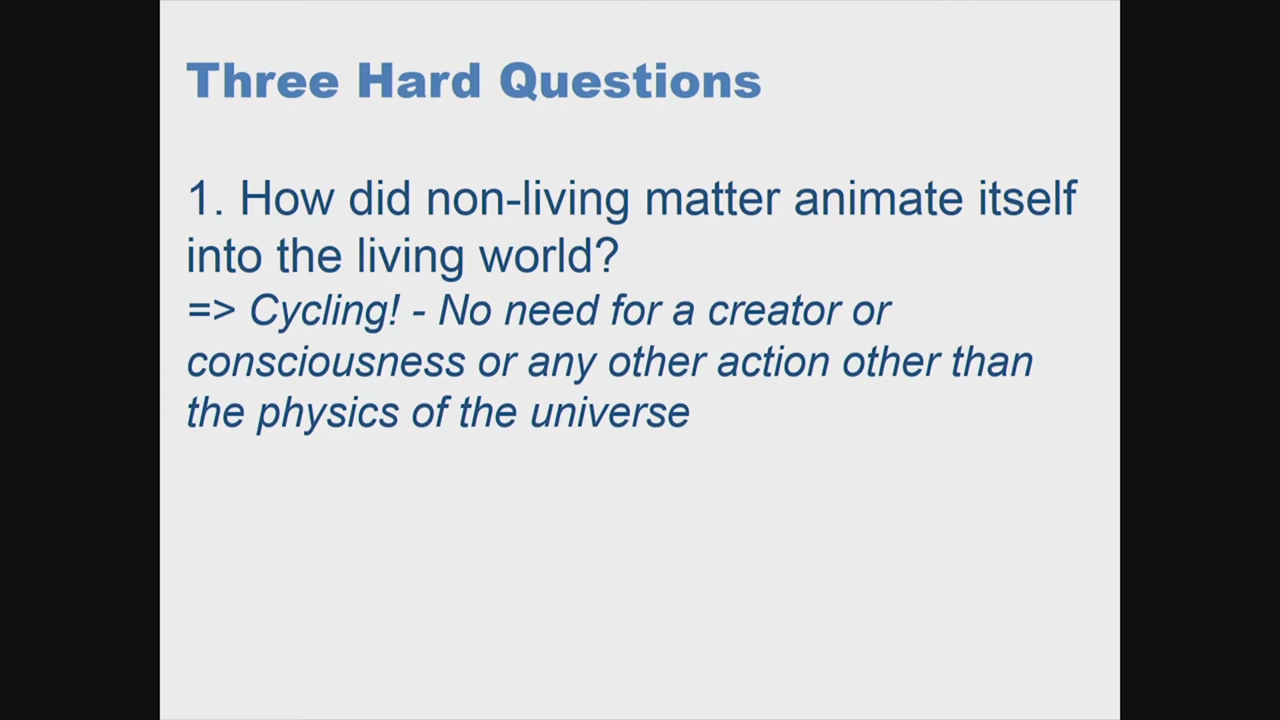 Three Hard Questions
1. How did non-living matter animate itself
into the living world?
=> Cycling! - No need for a creator or
consciousness or any other action other than
the physics of the universe